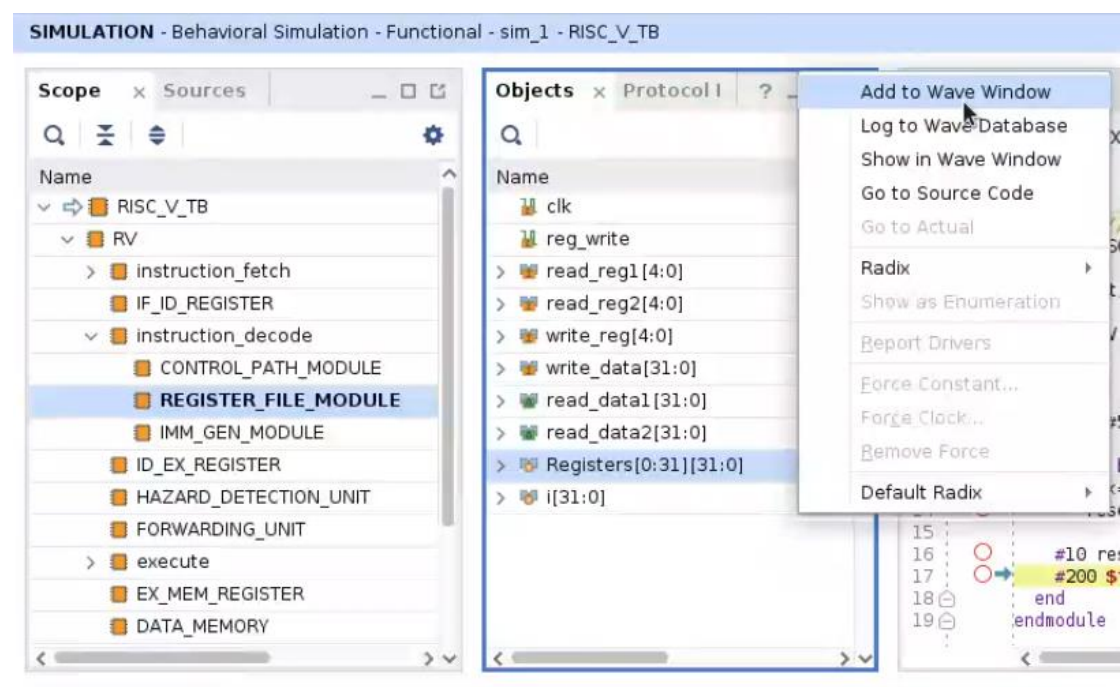 SIMULATION - Behavioral Simulation - Functional - sim_1 - RISC_V_TB
Scope x Sources
Name
RISC_V_TB
RV
instruction_fetch
IF_ID_REGISTER
instruction_decode
CONTROL_PATH_MODULE
REGISTER_FILE_MODULE
IMM_GEN_MODULE
ID_EX_REGISTER
HAZARD_DETECTION_UNIT
FORWARDING_UNIT
execute
EX_MEM_REGISTER
DATA_MEMORY
Objects x Protocol I ?
Name
clk
reg_write
read_reg1[4:0]
read_reg2[4:0]
write_reg[4:0]
write_data[31:0]
read_data1[31:0]
read_data2[31:0]
Registers[0:31][31:0]
i[31:0]
Add to Wave Window
Log to Wave Database
Show in Wave Window
Go to Source Code
Go to Actual
Radix
Show as Enumeration
Report Drivers
Force Constant...
Force Clock...
Remove Force
Default Radix
15
16 #10 res
17 #200 $
18 end
19 endmodule